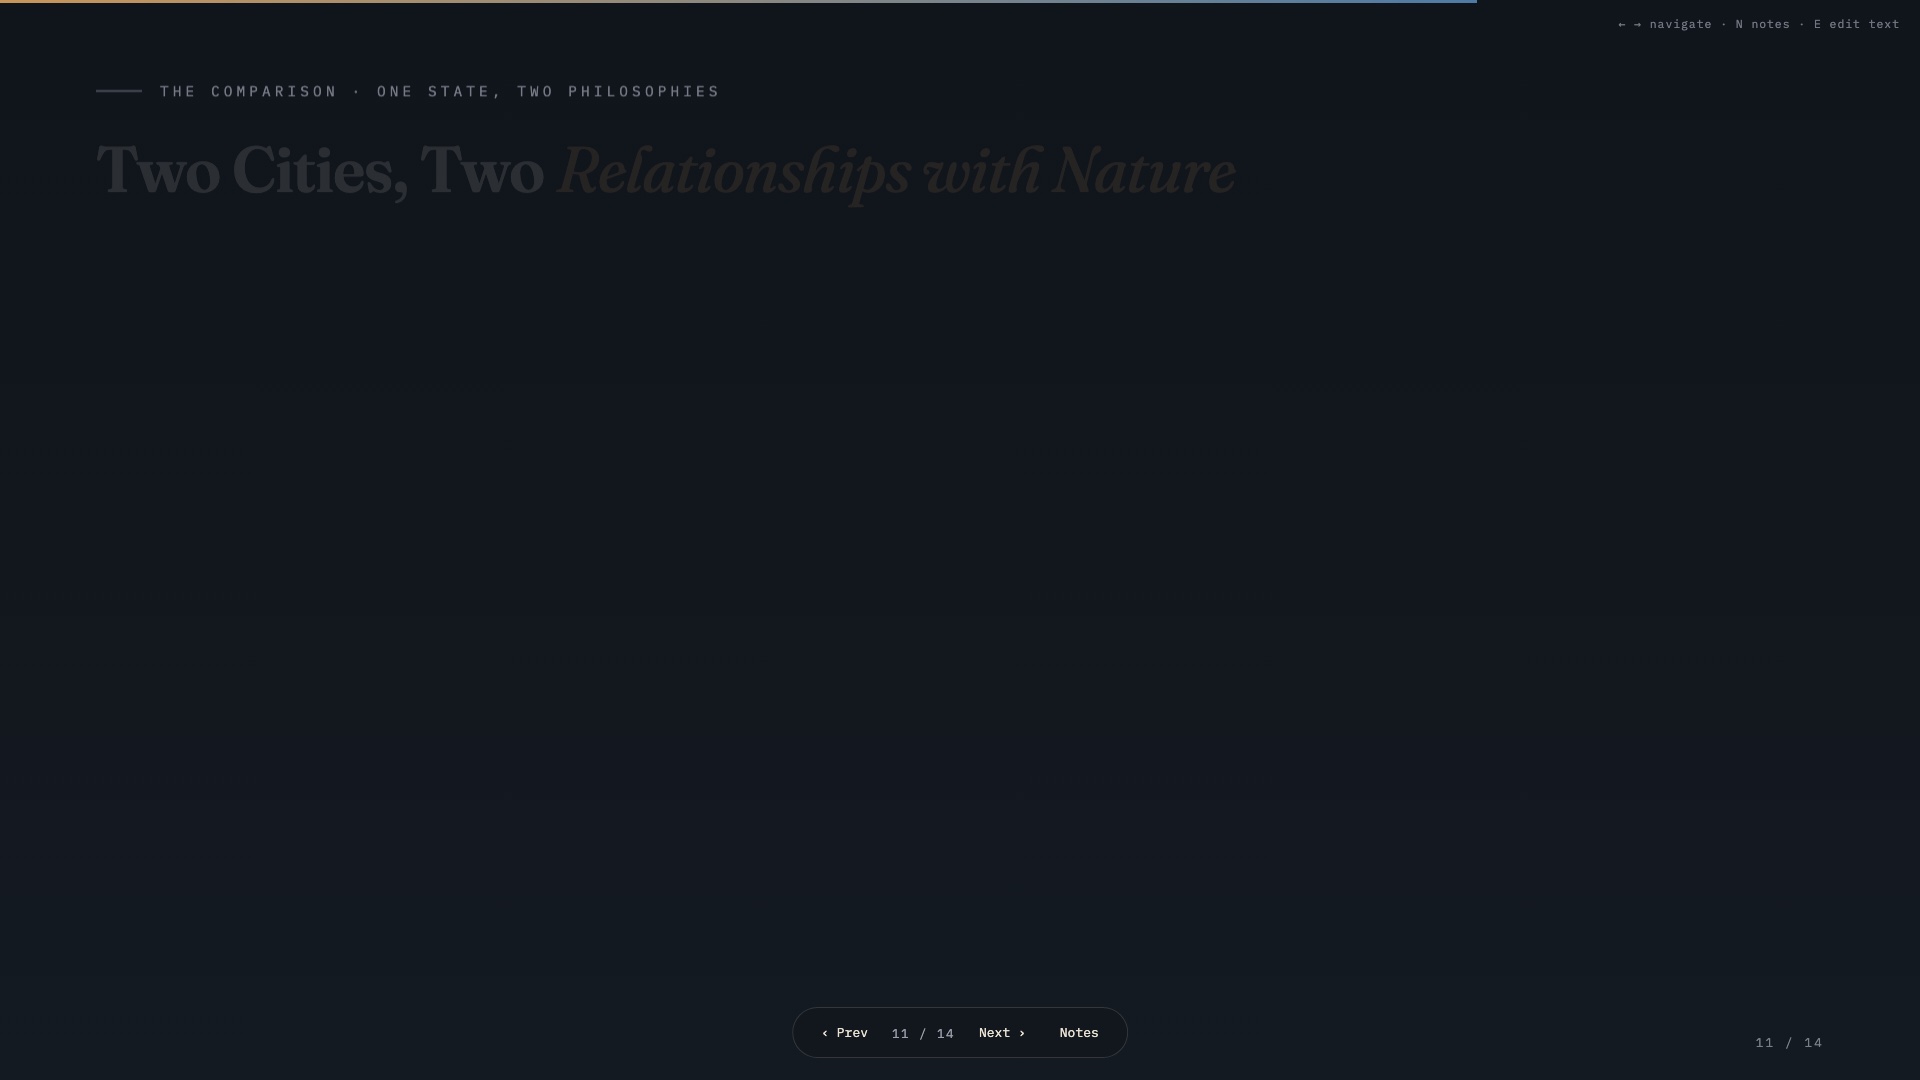 ← → navigate · N notes · E edit text
THE COMPARISON · ONE STATE, TWO PHILOSOPHIES
Two Cities, Two Relationships with Nature
‹ Prev 11 / 14 Next › Notes
11 / 14